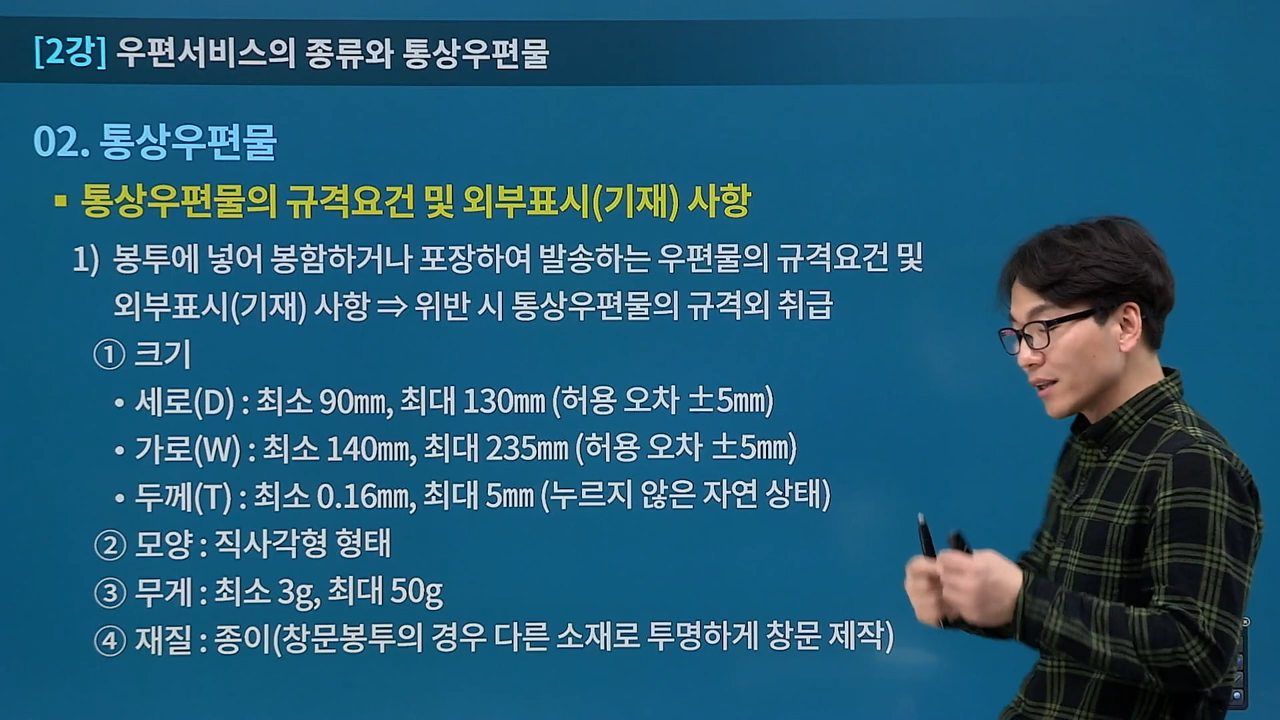 [2강] 우편서비스의 종류와 통상우편물
02. 통상우편물
▪ 통상우편물의 규격요건 및 외부표시(기재) 사항
1) 봉투에 넣어 봉함하거나 포장하여 발송하는 우편물의 규격요건 및
외부표시(기재) 사항 ⇒ 위반 시 통상우편물의 규격외 취급
① 크기
• 세로(D) : 최소 90㎜, 최대 130㎜ (허용 오차 ±5㎜)
• 가로(W) : 최소 140㎜, 최대 235㎜ (허용 오차 ±5㎜)
• 두께(T) : 최소 0.16㎜, 최대 5㎜ (누르지 않은 자연 상태)
② 모양 : 직사각형 형태
③ 무게 : 최소 3g, 최대 50g
④ 재질 : 종이(창문봉투의 경우 다른 소재로 투명하게 창문 제작)